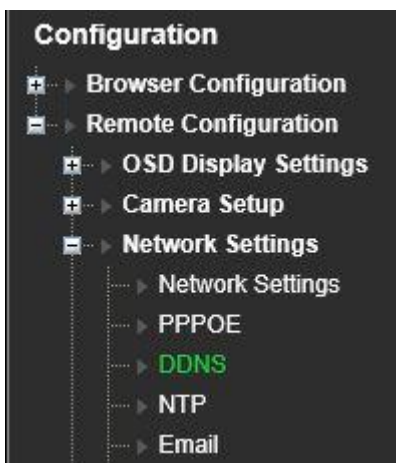 Configuration
Browser Configuration
Remote Configuration
OSD Display Settings
Camera Setup
Network Settings
Network Settings
PPPOE
DDNS
NTP
Email